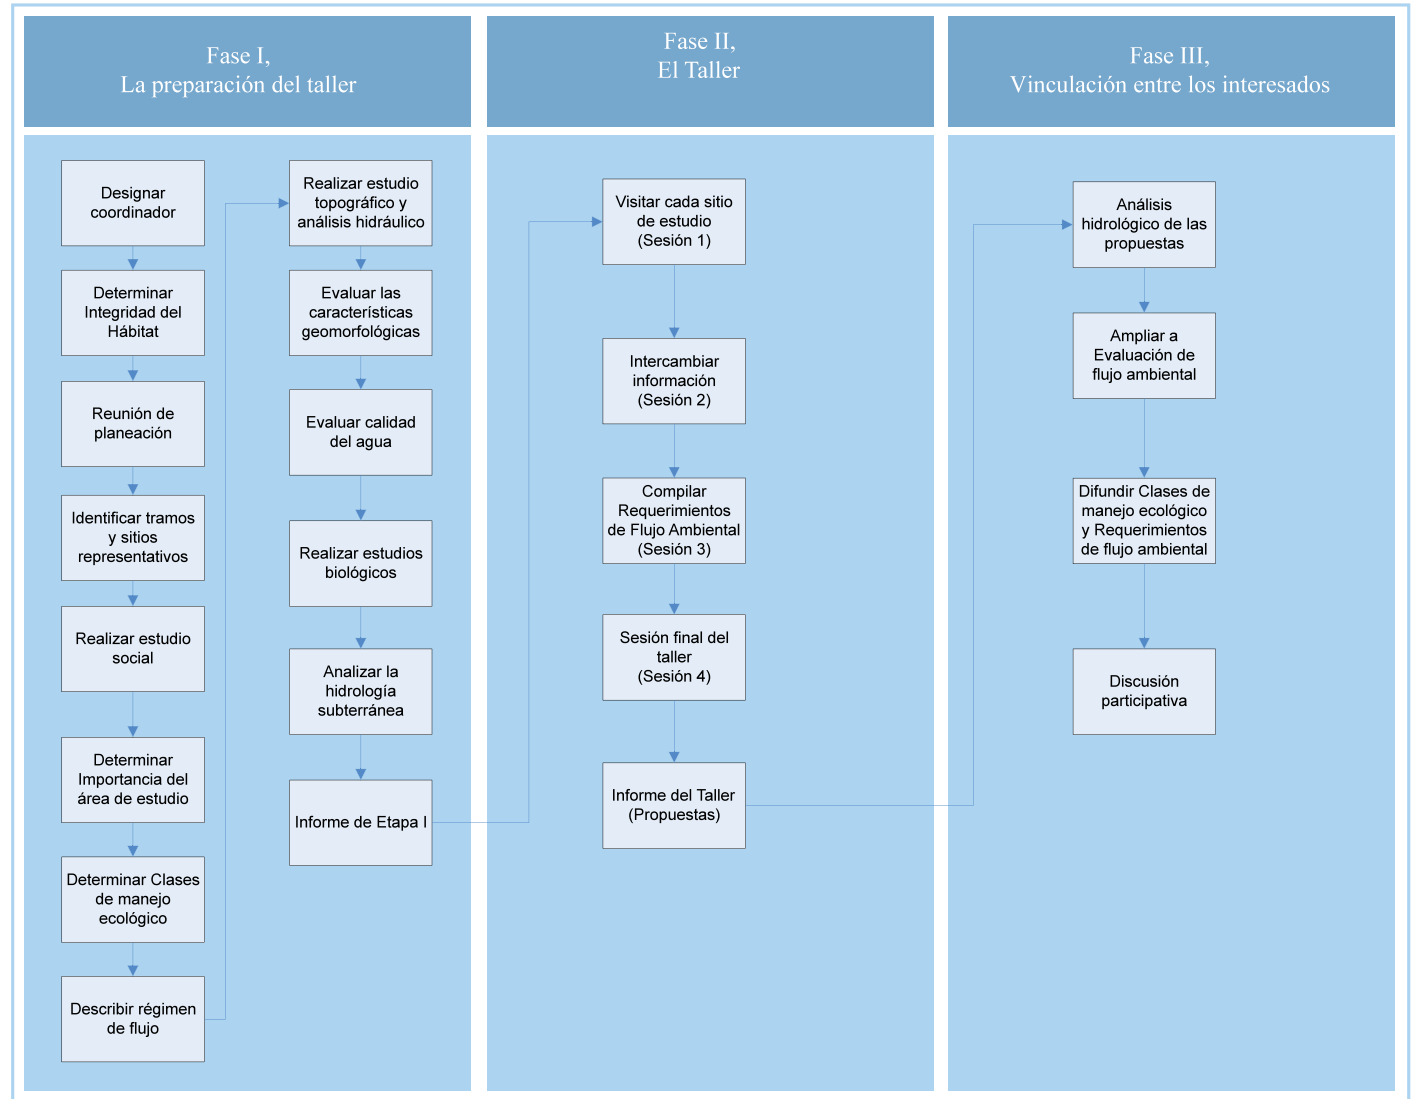 Fase I,
La preparación del taller
Fase II,
El Taller
Fase III,
Vinculación entre los interesados
Designar
coordinador
Determinar
Integridad del
Hábitat
Reunión de
planeación
Identificar tramos
y sitios
representativos
Realizar estudio
social
Determinar
Importancia del
área de estudio
Determinar Clases
de manejo
ecológico
Describir régimen
de flujo
Realizar estudio
topográfico y
análisis hidráulico
Evaluar las
características
geomorfológicas
Evaluar calidad
del agua
Realizar estudios
biológicos
Analizar la
hidrología
subterránea
Informe de Etapa I
Visitar cada sitio
de estudio
(Sesión 1)
Intercambiar
información
(Sesión 2)
Compilar
Requerimientos
de Flujo Ambiental
(Sesión 3)
Sesión final del
taller
(Sesión 4)
Informe del Taller
(Propuestas)
Análisis
hidrológico de las
propuestas
Ampliar a
Evaluación de
flujo ambiental
Difundir Clases de
manejo ecológico
y Requerimientos
de flujo ambiental
Discusión
participativa